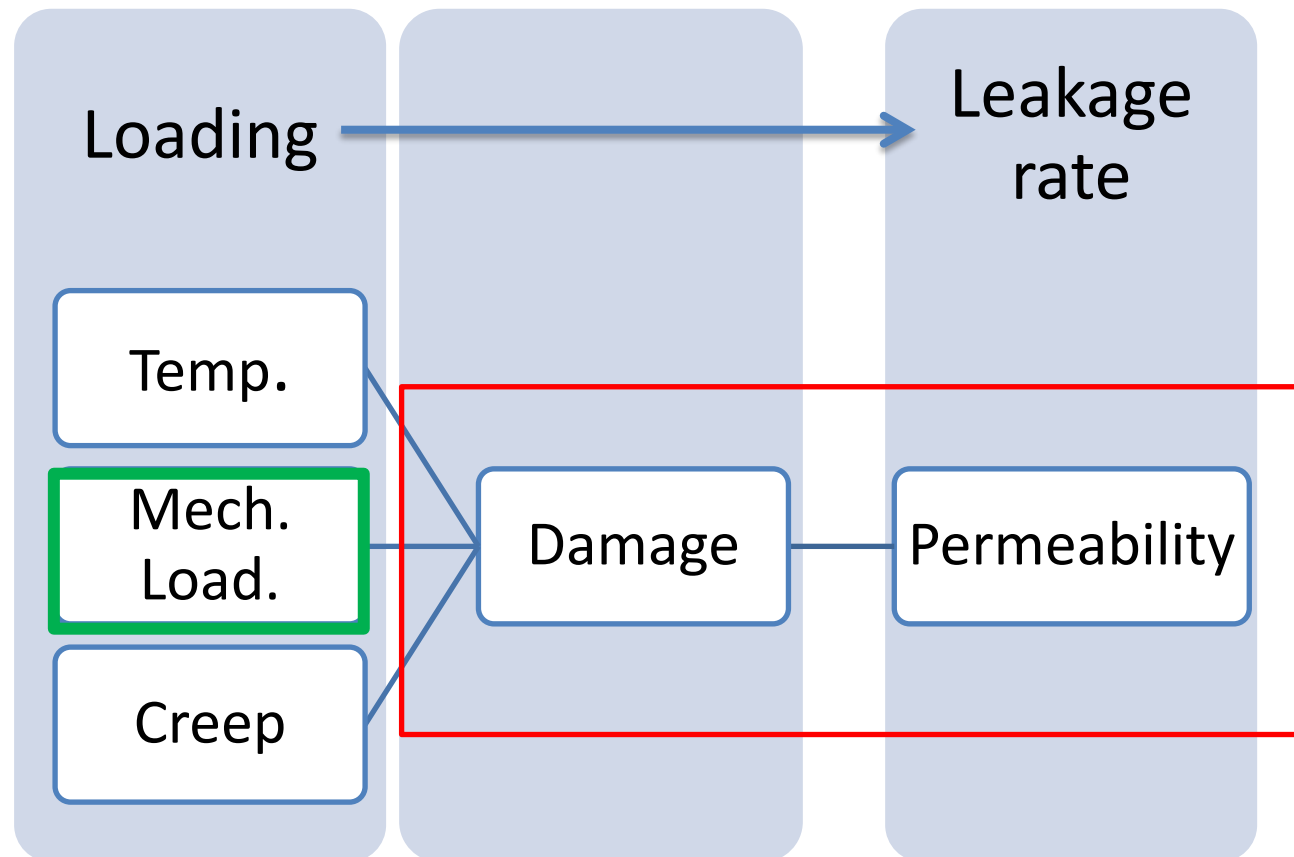 Loading
Leakage
rate
Temp.
Mech.
Load.
Damage
Permeability
Creep